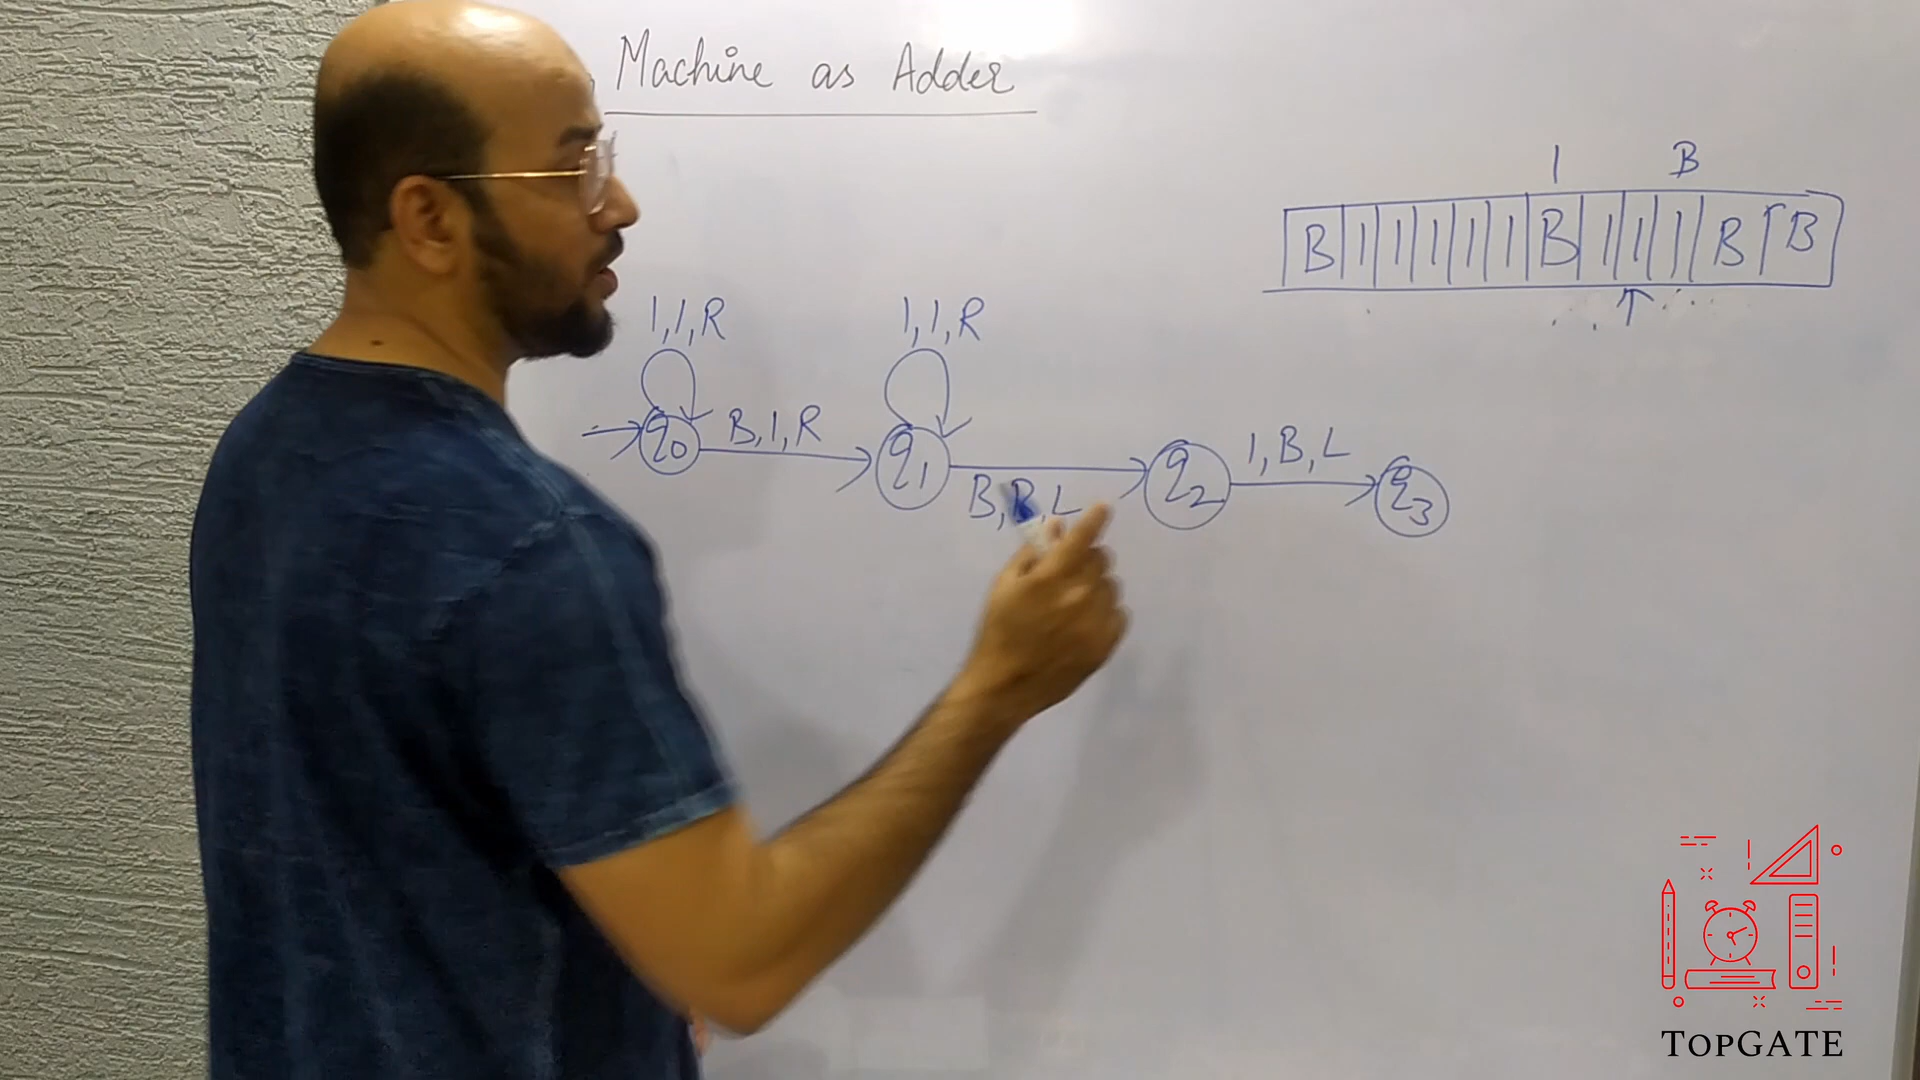 Machine as Adder
1 B
B 1 1 1 1 1 B 1 1 1 B B
1,1,R 1,1,R
q0 B,1,R q1 B,B,L q2 1,B,L q3
TOPGATE